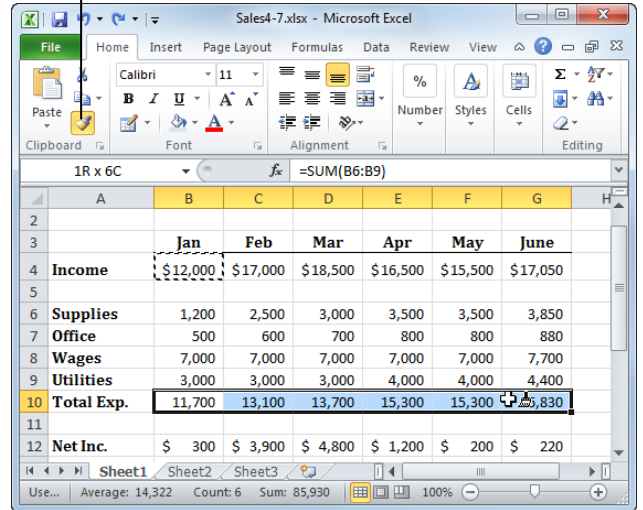 Sales4-7.xlsx - Microsoft Excel
File Home Insert Page Layout Formulas Data Review View
Paste
Calibri 11
B I U A A
A
%
Number
Styles
Cells
Σ
Clipboard Font Alignment Editing
1R x 6C fx =SUM(B6:B9)
A B C D E F G H
2
3 Jan Feb Mar Apr May June
4 Income $12,000 $17,000 $18,500 $16,500 $15,500 $17,050
5
6 Supplies 1,200 2,500 3,000 3,500 3,500 3,850
7 Office 500 600 700 800 800 880
8 Wages 7,000 7,000 7,000 7,000 7,000 7,700
9 Utilities 3,000 3,000 3,000 4,000 4,000 4,400
10 Total Exp. 11,700 13,100 13,700 15,300 15,300 6,830
11
12 Net Inc. $ 300 $ 3,900 $ 4,800 $ 1,200 $ 200 $ 220
Sheet1 Sheet2 Sheet3
Use... Average: 14,322 Count: 6 Sum: 85,930 100%